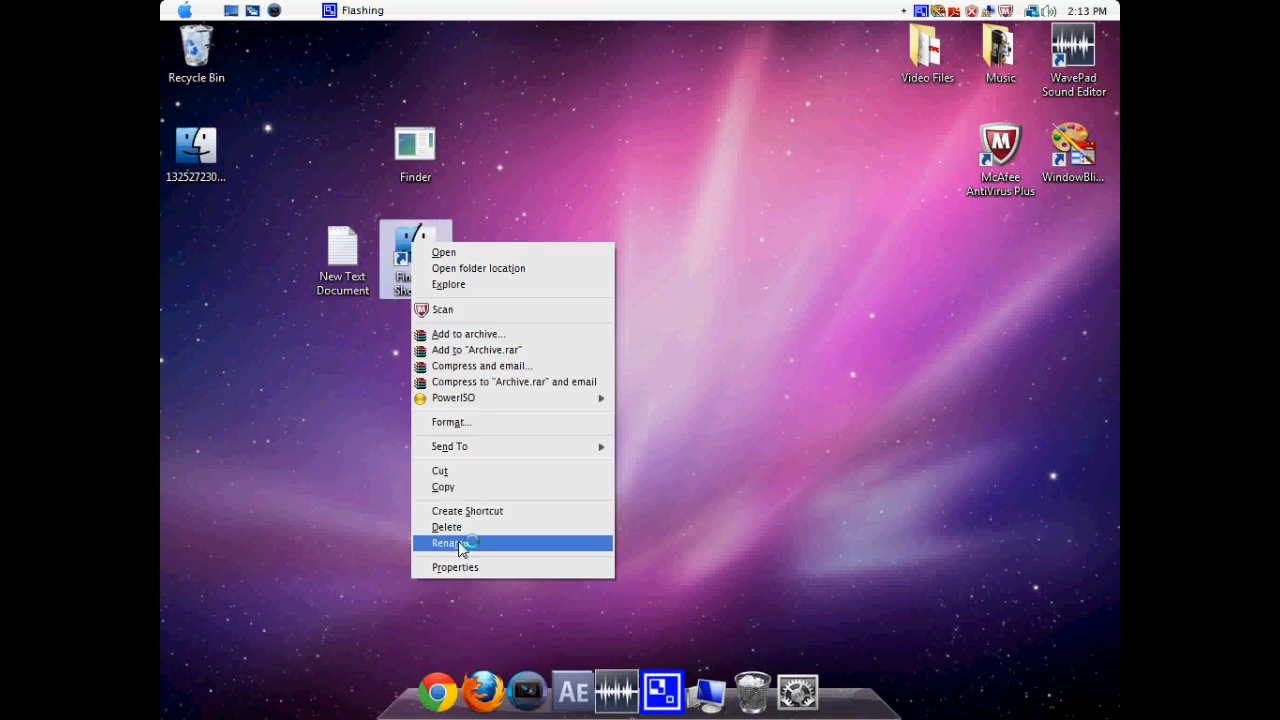 Flashing
+
2:13 PM
Recycle Bin
Video Files
Music
WavePad
Sound Editor
132527230...
Finder
McAfee
AntiVirus Plus
WindowBli...
New Text
Document
Open
Open folder location
Explore
Scan
Add to archive...
Add to "Archive.rar"
Compress and email...
Compress to "Archive.rar" and email
PowerISO
Format...
Send To
Cut
Copy
Create Shortcut
Delete
Rename
Properties
AE